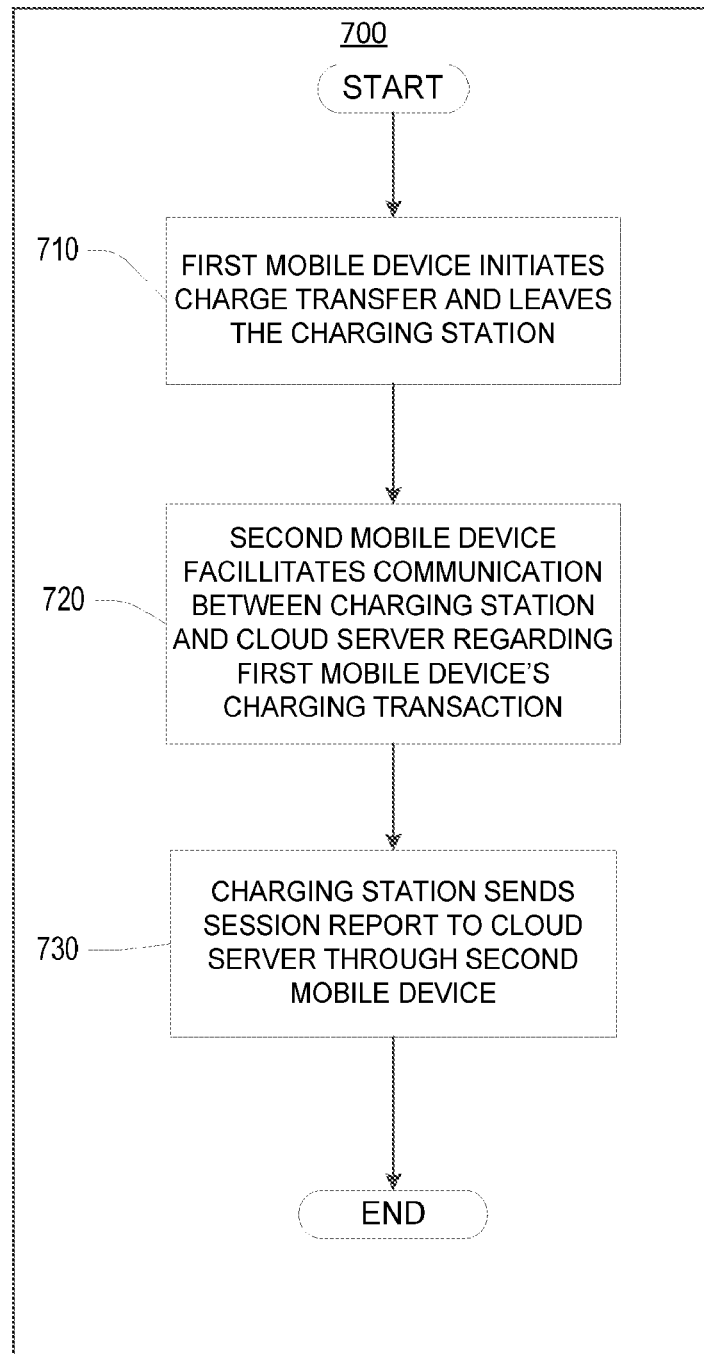 700
START
710
FIRST MOBILE DEVICE INITIATES
CHARGE TRANSFER AND LEAVES
THE CHARGING STATION
720
SECOND MOBILE DEVICE
FACILLITATES COMMUNICATION
BETWEEN CHARGING STATION
AND CLOUD SERVER REGARDING
FIRST MOBILE DEVICE'S
CHARGING TRANSACTION
730
CHARGING STATION SENDS
SESSION REPORT TO CLOUD
SERVER THROUGH SECOND
MOBILE DEVICE
END